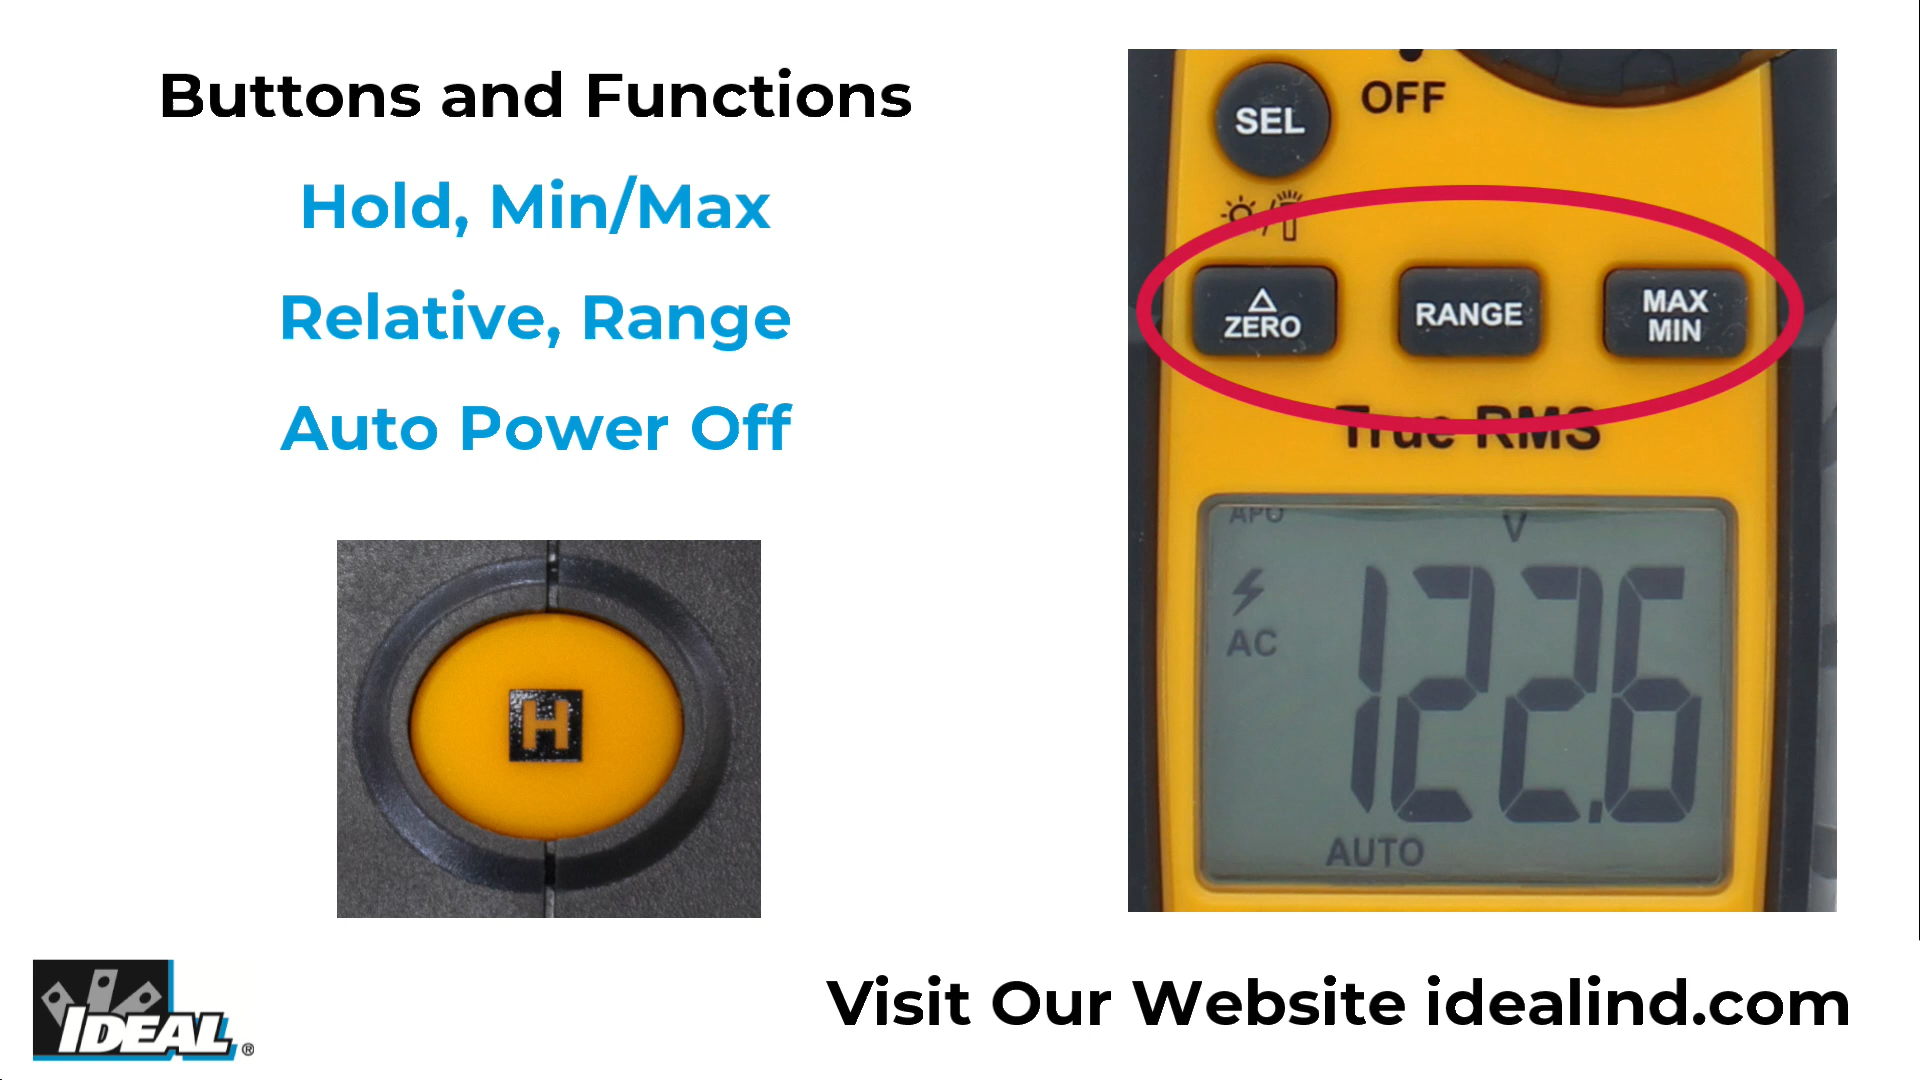 Buttons and Functions
Hold, Min/Max
Relative, Range
Auto Power Off
H
SEL
OFF
△ ZERO
RANGE
MAX MIN
True RMS
APO
V
AC
122.6
AUTO
IDEAL®
Visit Our Website idealind.com